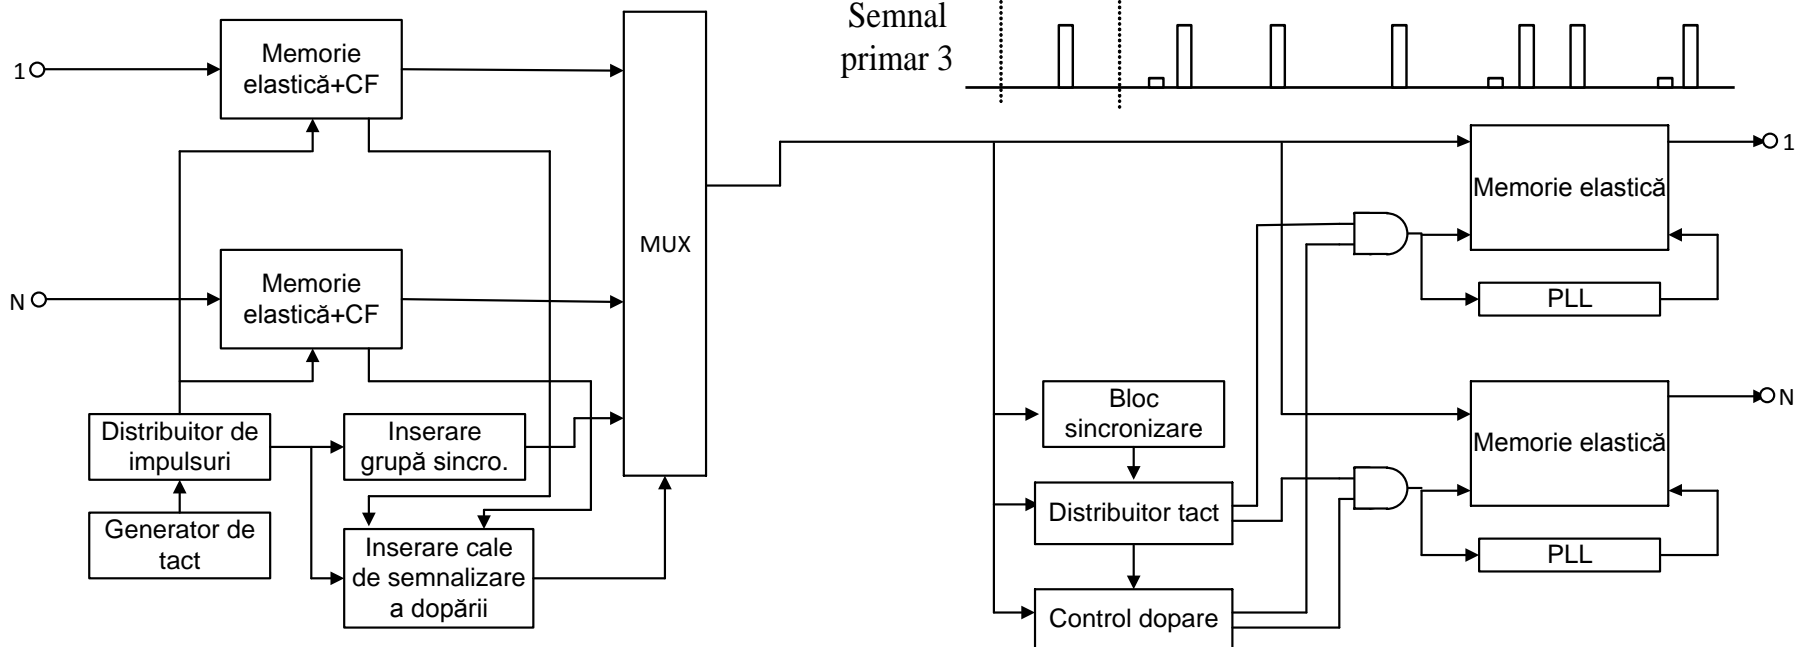 Semnal
primar 3
1
Memorie
elastică+CF
MUX
N
Memorie
elastică+CF
Distribuitor de
impulsuri
Inserare
grupă sincro.
Generator de
tact
Inserare cale
de semnalizare
a dopării
Memorie elastică
1
PLL
Bloc
sincronizare
Distribuitor tact
Control dopare
Memorie elastică
N
PLL